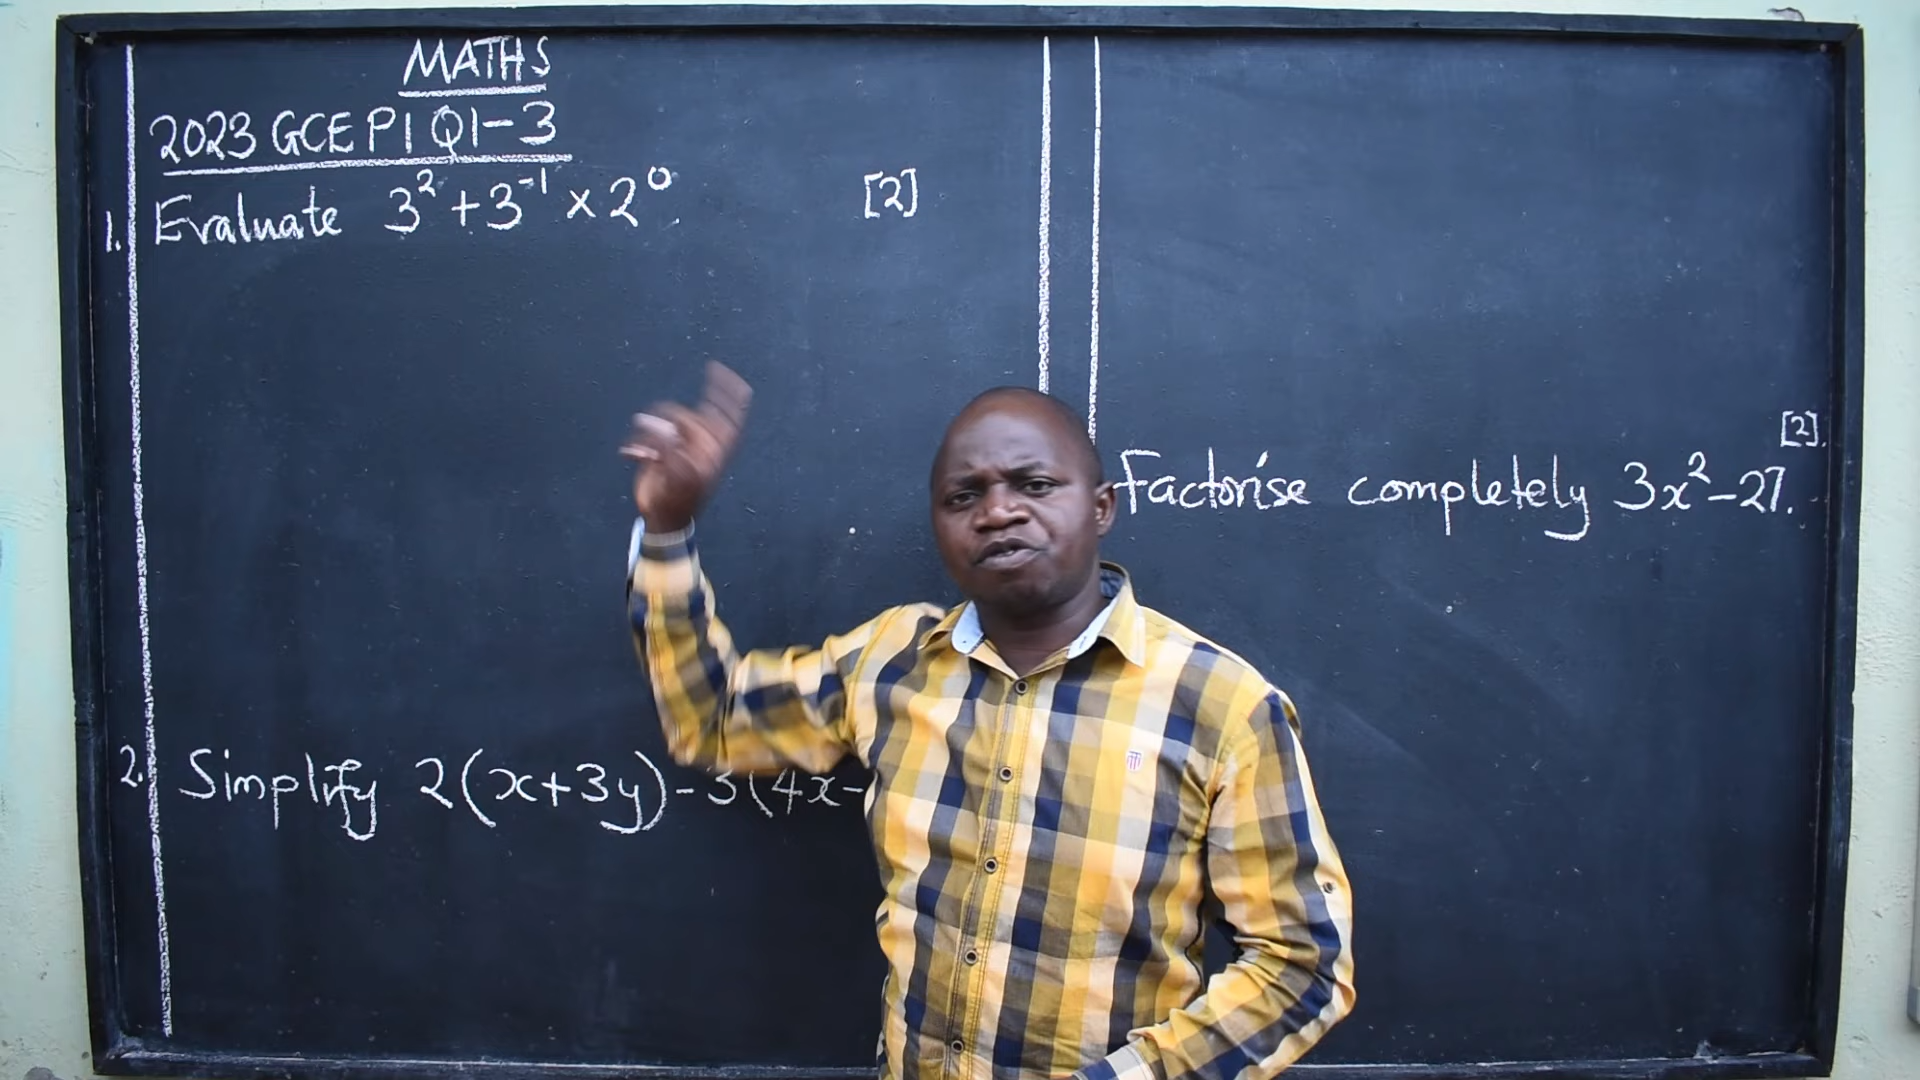 MATHS
2023 GCE P1 Q1-3
1. Evaluate 3² + 3⁻¹ × 2⁰. [2]
2. Simplify 2(x+3y)-3(4x-
[2].
Factorise completely 3x²-27.